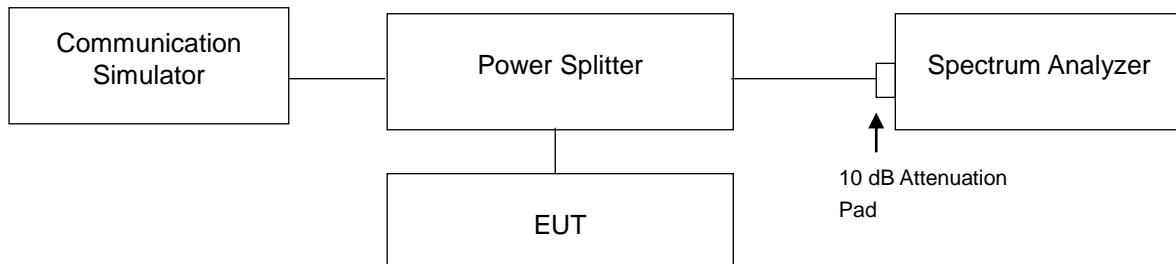 Communication
Simulator
Power Splitter
Spectrum Analyzer
10 dB Attenuation
Pad
EUT